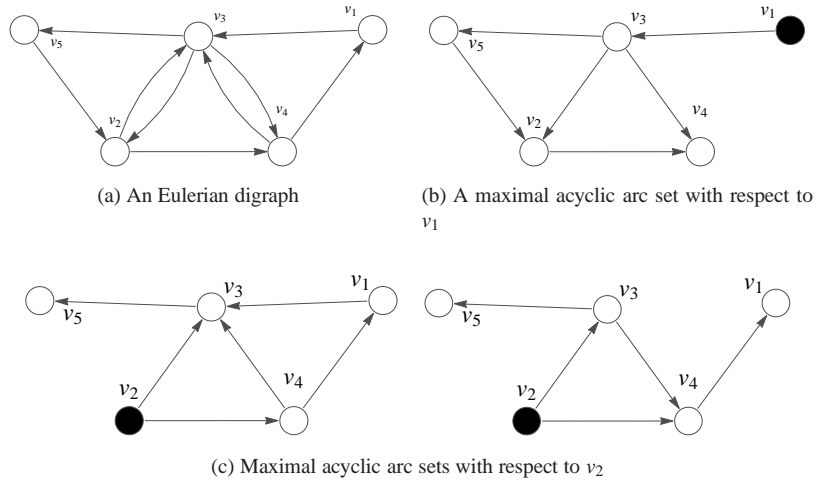 v3
v1
v3
v1
v5
v5
v4
v4
v2
v2
(a) An Eulerian digraph
(b) A maximal acyclic arc set with respect to
v1
v3
v1
v3
v1
v5
v5
v4
v4
v2
v2
(c) Maximal acyclic arc sets with respect to v2